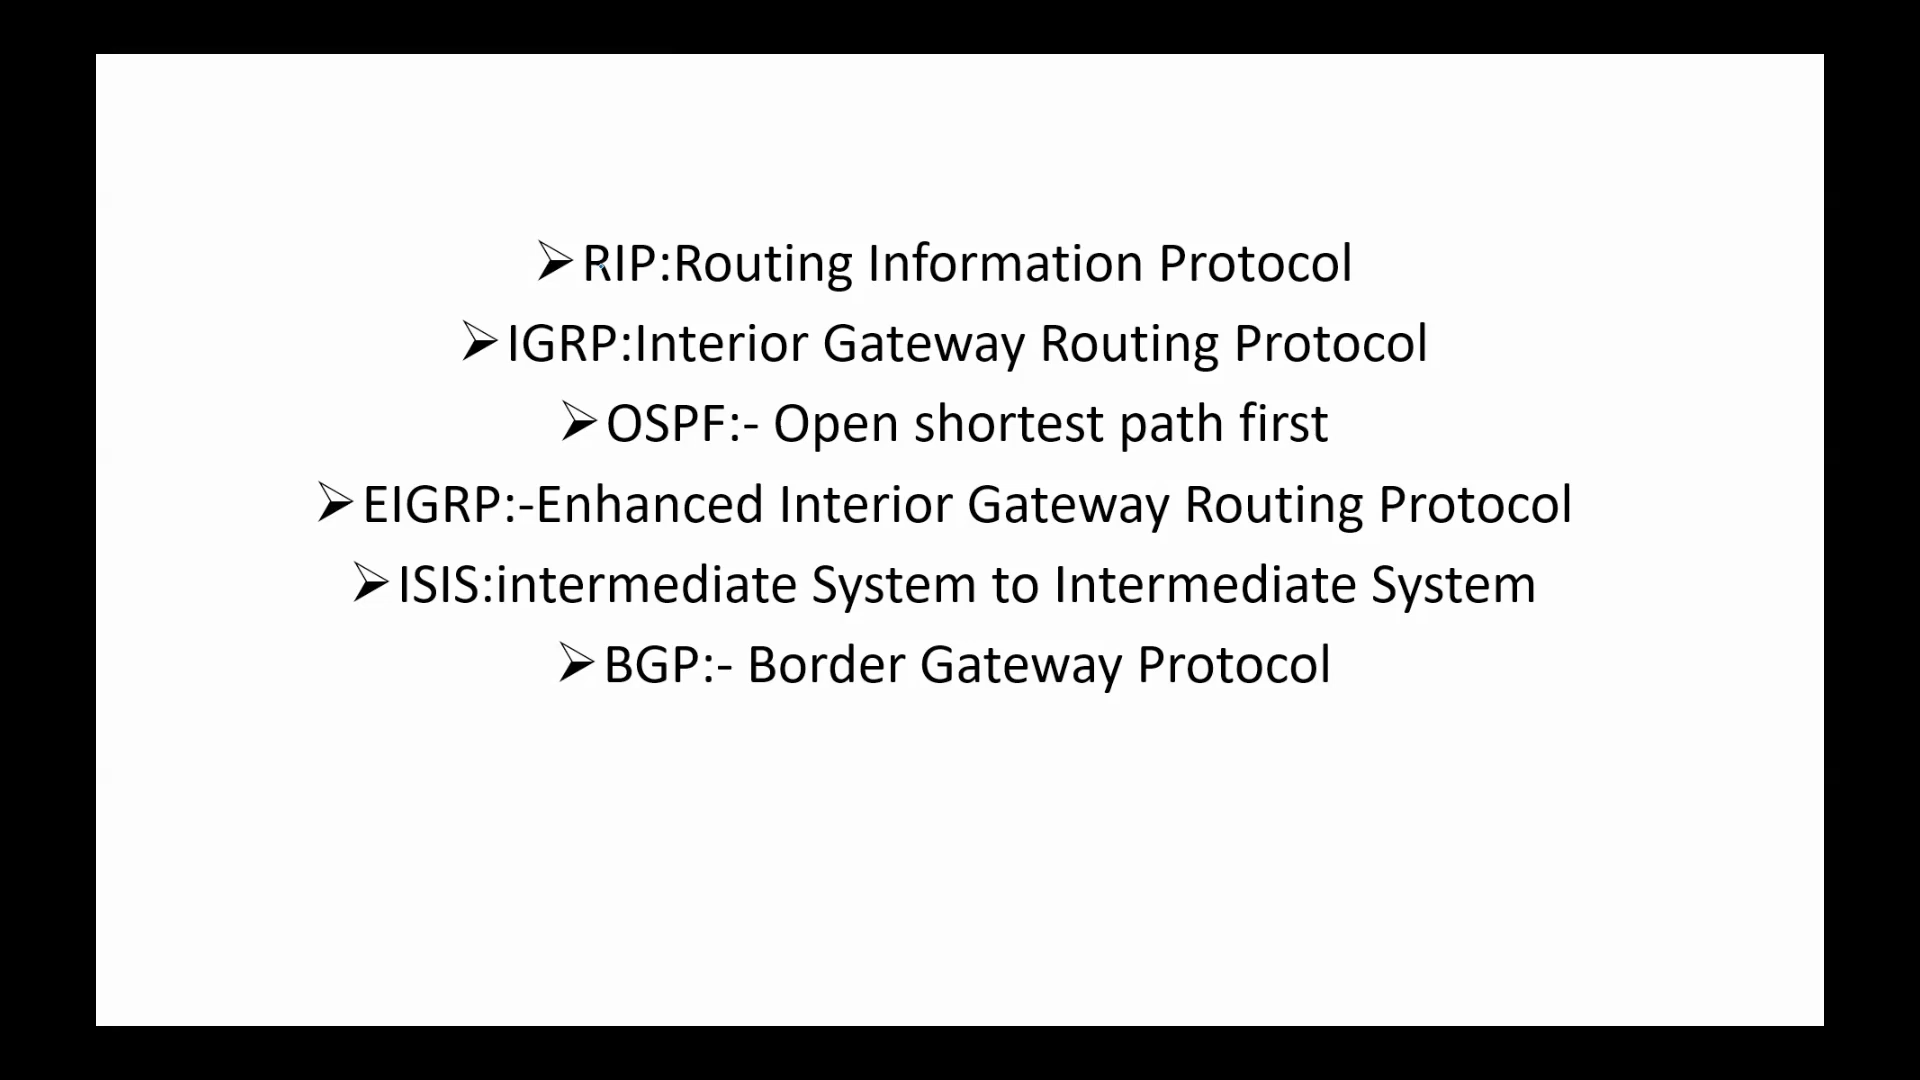 ➢RIP:Routing Information Protocol
➢IGRP:Interior Gateway Routing Protocol
➢OSPF:- Open shortest path first
➢EIGRP:-Enhanced Interior Gateway Routing Protocol
➢ISIS:intermediate System to Intermediate System
➢BGP:- Border Gateway Protocol